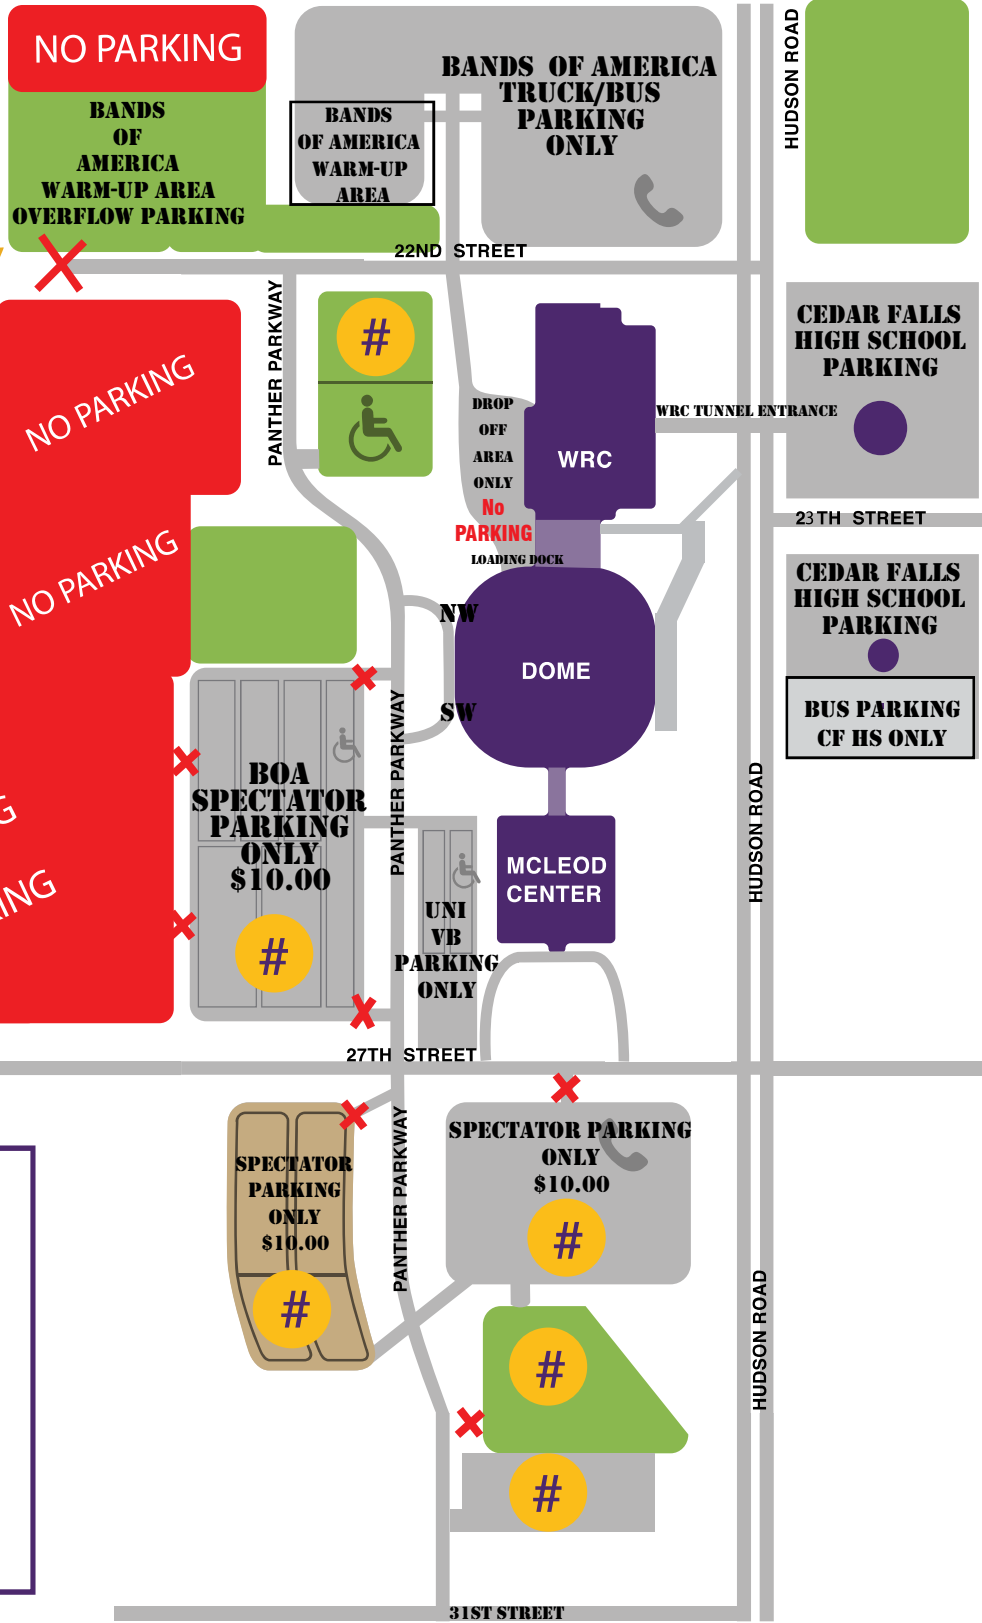 NO PARKING
BANDS
OF
AMERICA
WARM-UP AREA
OVERFLOW PARKING
BANDS
OF AMERICA
WARM-UP
AREA
BANDS OF AMERICA
TRUCK/BUS
PARKING
ONLY
HUDSON ROAD
22ND STREET
PANTHER PARKWAY
#
NO PARKING
NO PARKING
DROP
OFF
AREA
ONLY
No
PARKING
LOADING DOCK
WRC
WRC TUNNEL ENTRANCE
CEDAR FALLS
HIGH SCHOOL
PARKING
23TH STREET
CEDAR FALLS
HIGH SCHOOL
PARKING
BUS PARKING
CF HS ONLY
NW
SW
DOME
PANTHER PARKWAY
HUDSON ROAD
BOA
SPECTATOR
PARKING
ONLY
$10.00
#
G
ING
UNI
VB
PARKING
ONLY
MCLEOD
CENTER
27TH STREET
PANTHER PARKWAY
SPECTATOR
PARKING
ONLY
$10.00
#
SPECTATOR PARKING
ONLY
$10.00
#
HUDSON ROAD
#
#
31ST STREET